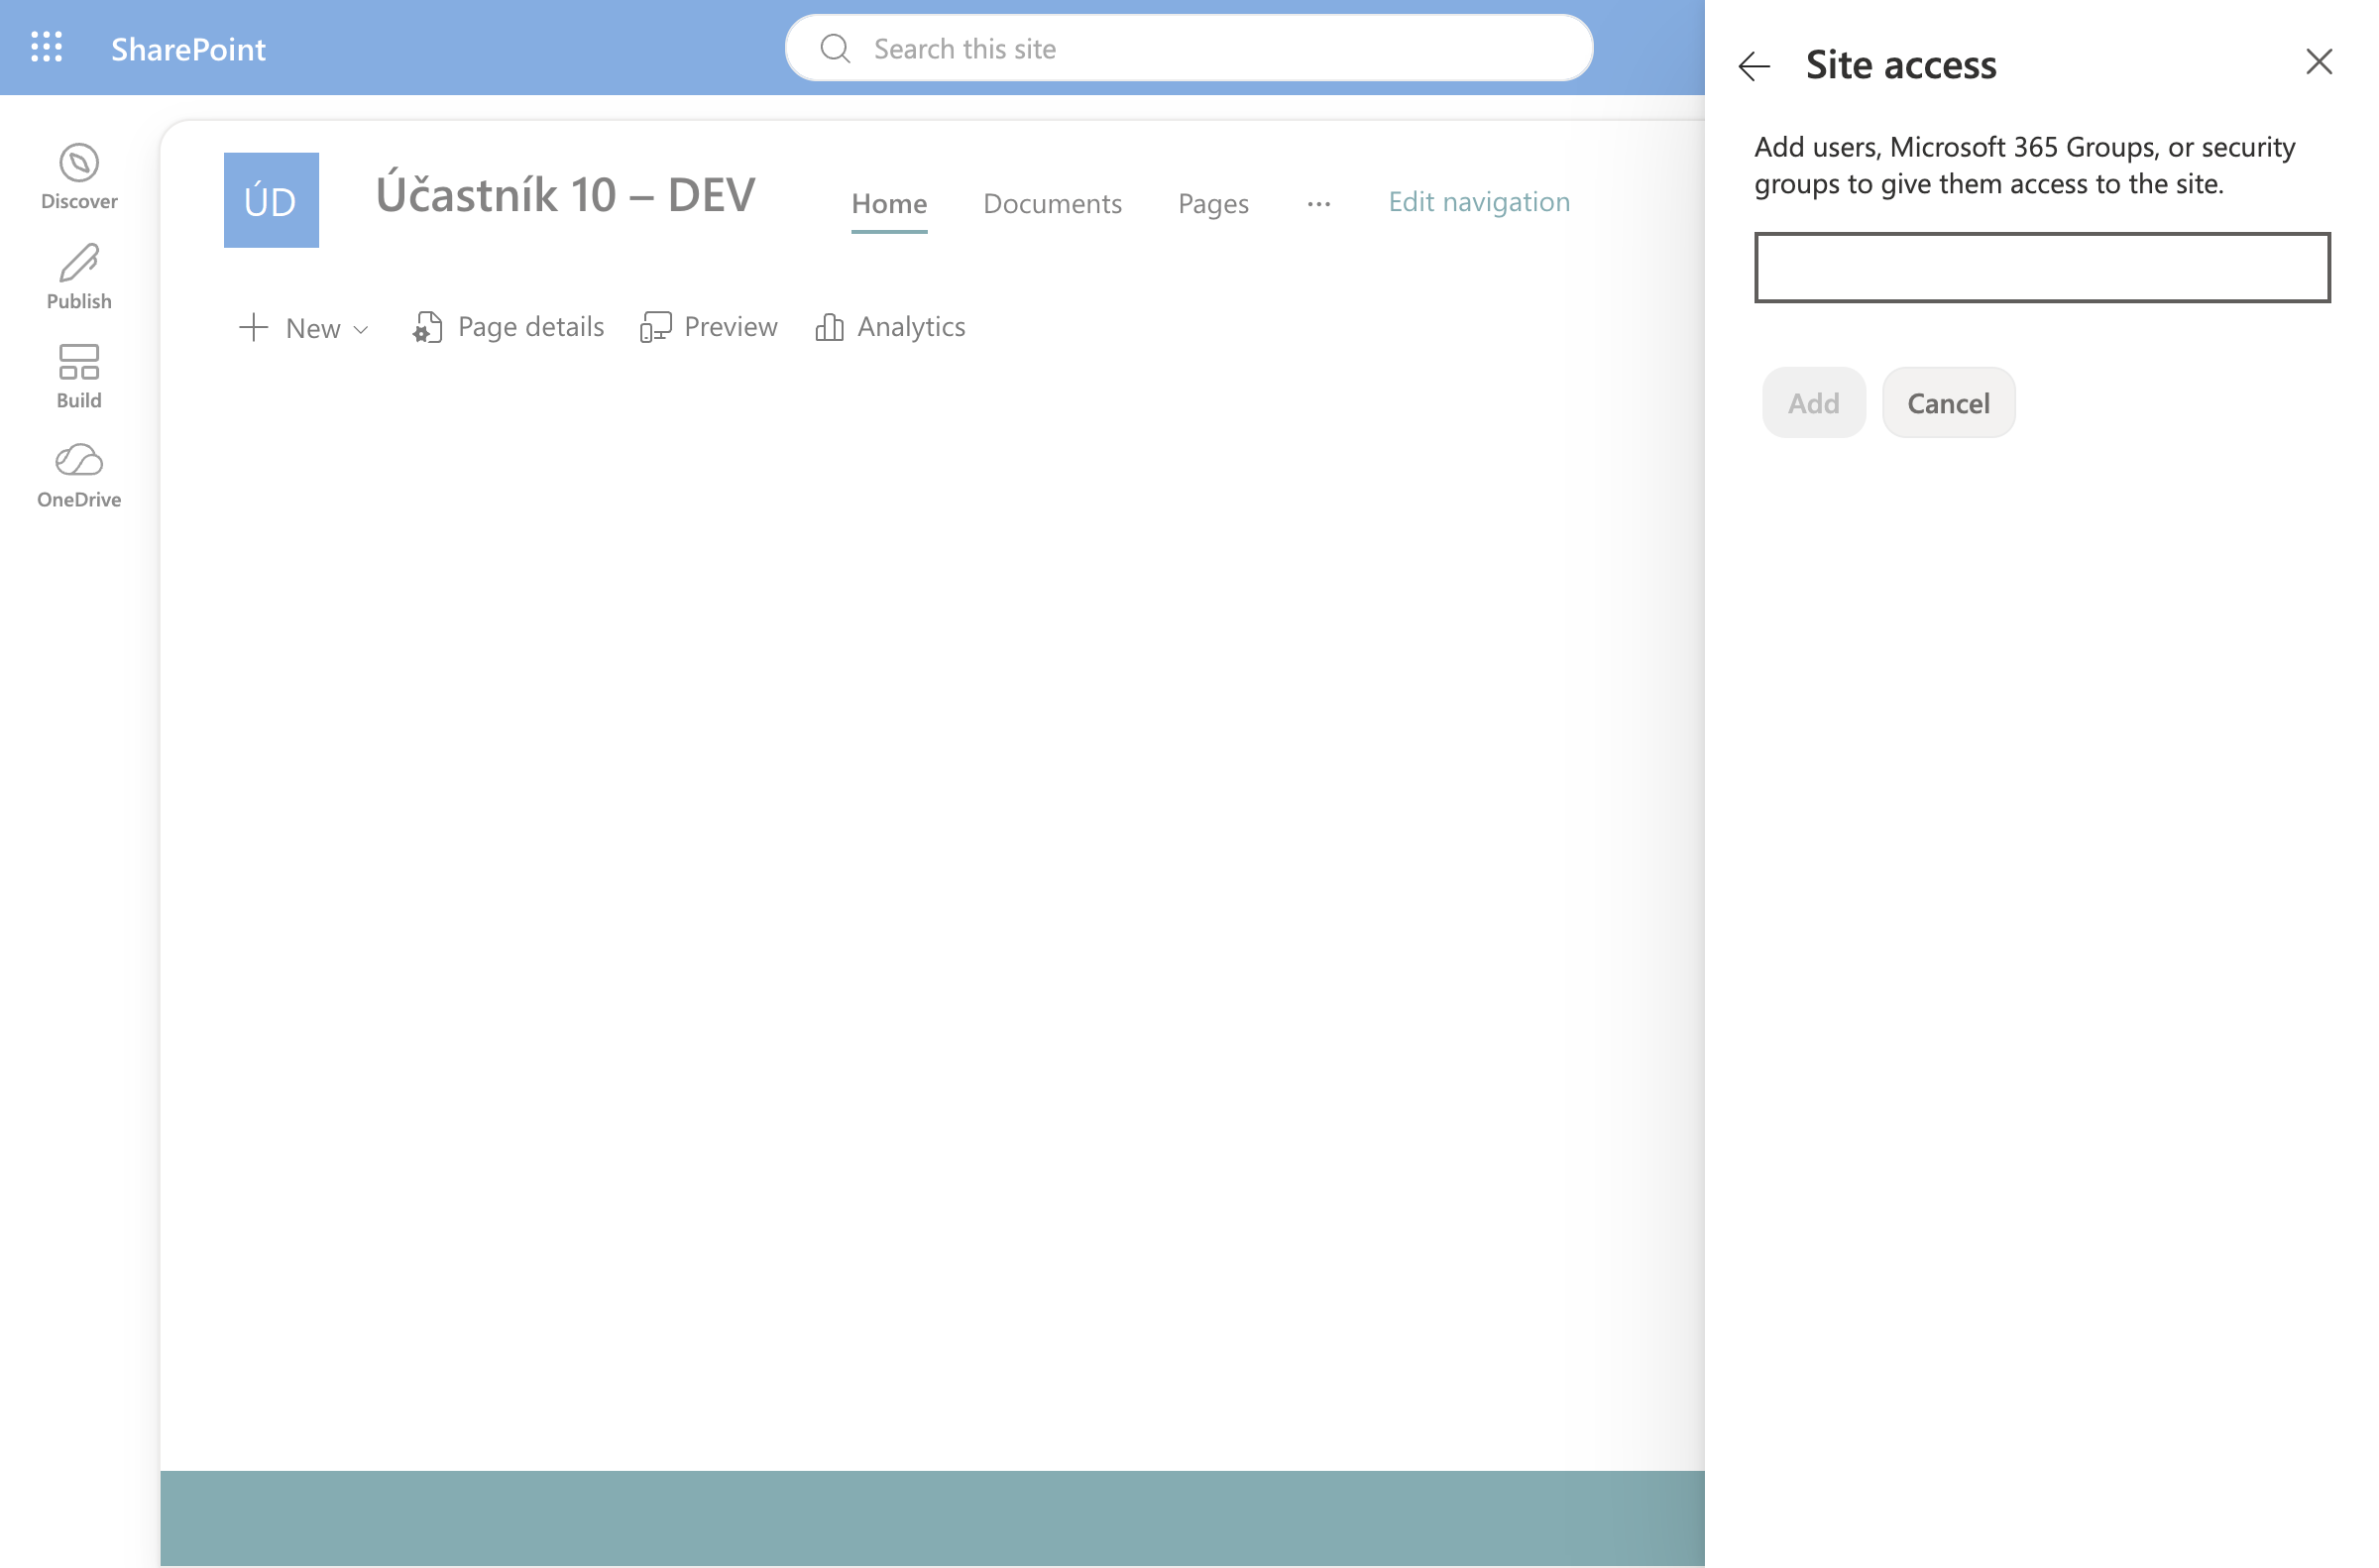 SharePoint
Search this site
Discover
Publish
Build
OneDrive
ÚD
Účastník 10 – DEV
Home
Documents
Pages
···
Edit navigation
New
Page details
Preview
Analytics
Site access
Add users, Microsoft 365 Groups, or security
groups to give them access to the site.
Add
Cancel